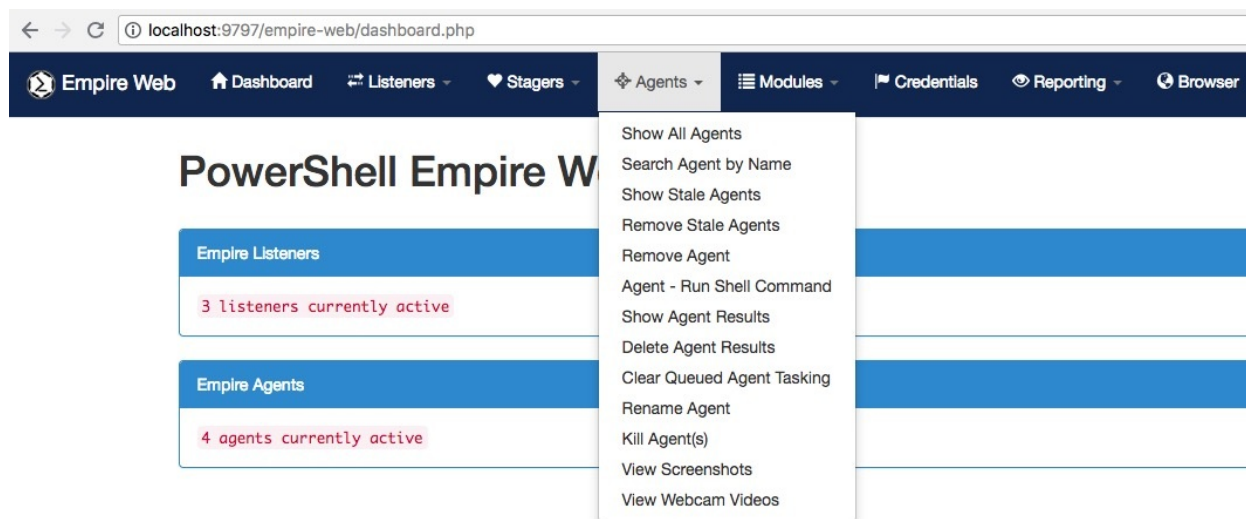 localhost:9797/empire-web/dashboard.php
Empire Web Dashboard Listeners Stagers Agents Modules Credentials Reporting Browser
Show All Agents
Search Agent by Name
Show Stale Agents
Remove Stale Agents
Remove Agent
Agent - Run Shell Command
Show Agent Results
Delete Agent Results
Clear Queued Agent Tasking
Rename Agent
Kill Agent(s)
View Screenshots
View Webcam Videos
PowerShell Empire W
Empire Listeners
3 listeners currently active
Empire Agents
4 agents currently active